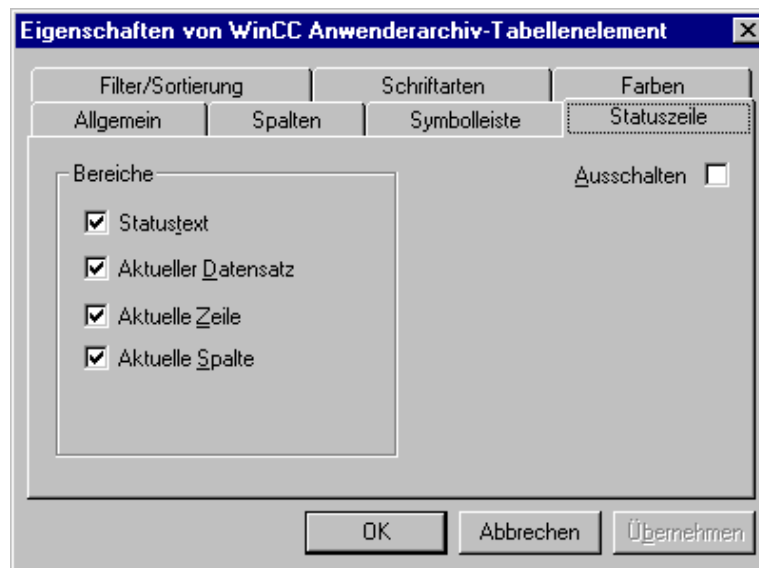 Eigenschaften von WinCC Anwenderarchiv-Tabellenelement
Filter/Sortierung Schriftarten Farben
Allgemein Spalten Symbolleiste Statuszeile
Bereiche Ausschalten
Statustext
Aktueller Datensatz
Aktuelle Zeile
Aktuelle Spalte
OK Abbrechen Übernehmen